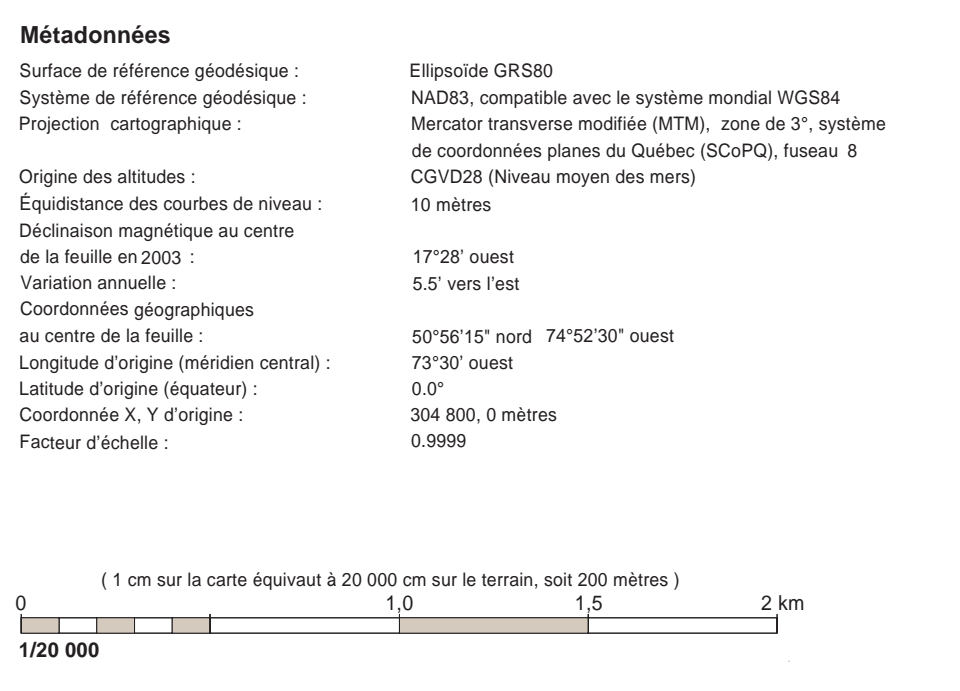 Métadonnées
Surface de référence géodésique : Ellipsoïde GRS80
Système de référence géodésique : NAD83, compatible avec le système mondial WGS84
Projection cartographique : Mercator transverse modifiée (MTM), zone de 3°, système
de coordonnées planes du Québec (SCoPQ), fuseau 8
Origine des altitudes : CGVD28 (Niveau moyen des mers)
Équidistance des courbes de niveau : 10 mètres
Déclinaison magnétique au centre
de la feuille en 2003 : 17°28’ ouest
Variation annuelle : 5.5’ vers l’est
Coordonnées géographiques
au centre de la feuille : 50°56’15" nord 74°52’30" ouest
Longitude d’origine (méridien central) : 73°30’ ouest
Latitude d’origine (équateur) : 0.0°
Coordonnée X, Y d’origine : 304 800, 0 mètres
Facteur d’échelle : 0.9999
( 1 cm sur la carte équivaut à 20 000 cm sur le terrain, soit 200 mètres )
0 1,0 1,5 2 km
1/20 000